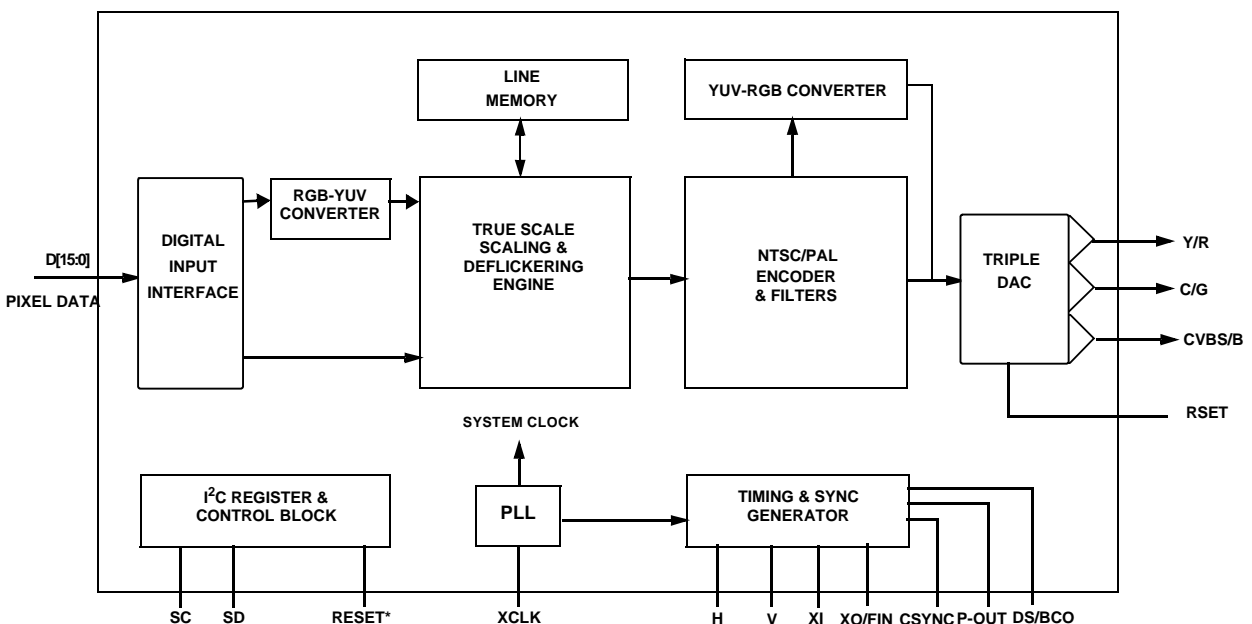 LINE
MEMORY
YUV-RGB CONVERTER
RGB-YUV
CONVERTER
TRUE SCALE
SCALING &
DEFLICKERING
ENGINE
DIGITAL
INPUT
INTERFACE
D[15:0]
PIXEL DATA
NTSC/PAL
ENCODER
& FILTERS
TRIPLE
DAC
Y/R
C/G
CVBS/B
RSET
SYSTEM CLOCK
I²C REGISTER &
CONTROL BLOCK
PLL
TIMING & SYNC
GENERATOR
SC SD RESET* XCLK H V XI XO/FIN CSYNC P-OUT DS/BCO